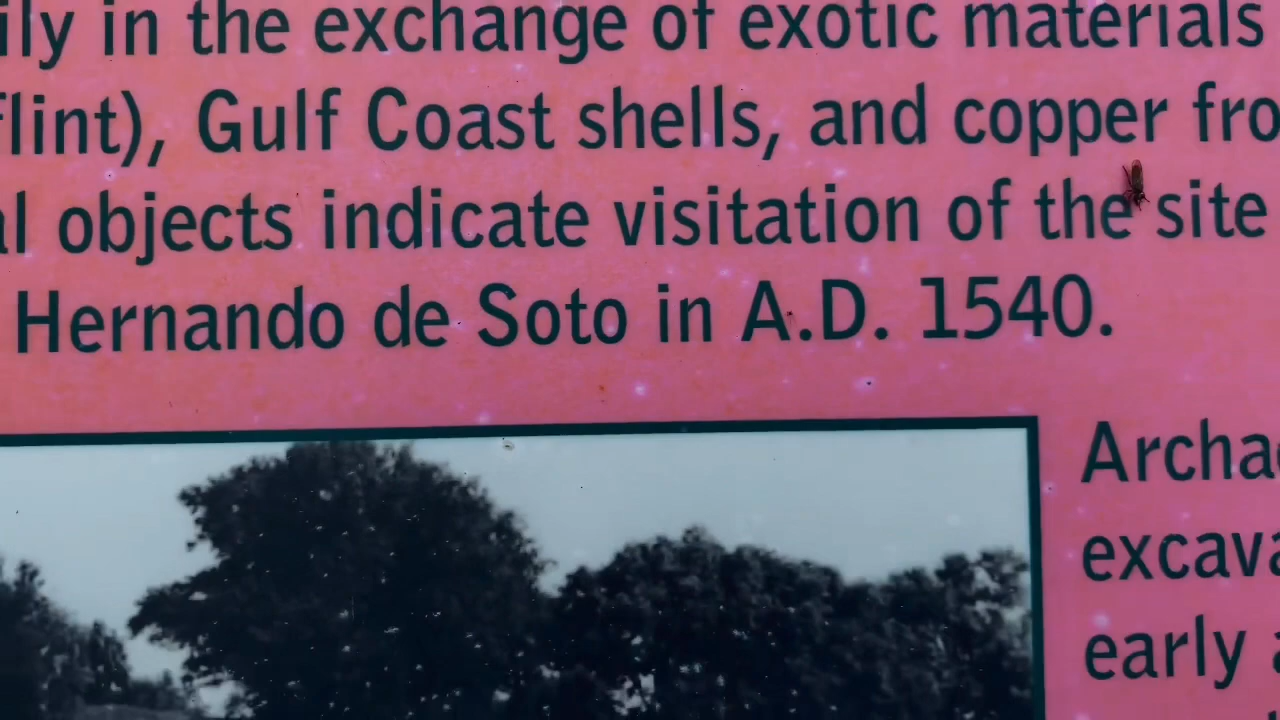 ily in the exchange of exotic materials
flint), Gulf Coast shells, and copper fro
al objects indicate visitation of the site
Hernando de Soto in A.D. 1540.
Archa
excava
early a